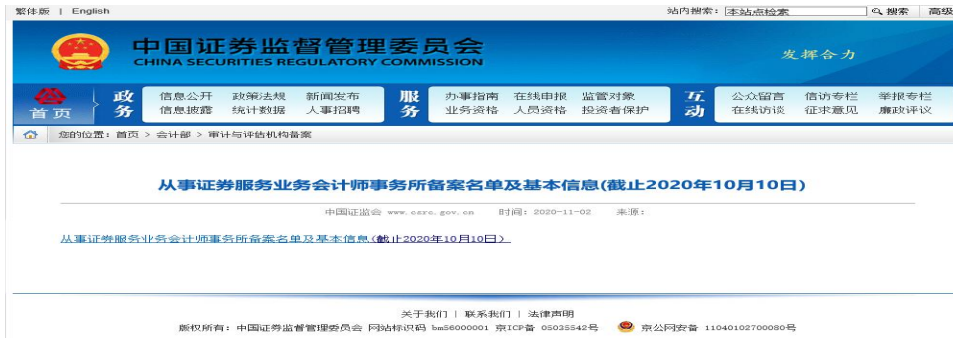 繁体版 | English 站内搜索: 本站点检索 搜索 高级
中国证券监督管理委员会
CHINA SECURITIES REGULATORY COMMISSION
发挥合力
首页
政务
信息公开 政策法规 新闻发布
信息披露 统计数据 人事招聘
服务
办事指南 在线申报 监管对象
业务资格 人员资格 投资者保护
互动
公众留言 信访专栏 举报专栏
在线访谈 征求意见 廉政评议
您的位置: 首页 > 会计部 > 审计与评估机构备案
从事证券服务业务会计师事务所备案名单及基本信息(截止2020年10月10日)
中国证监会 www.csrc.gov.cn 时间: 2020-11-02 来源:
从事证券服务业务会计师事务所备案名单及基本信息(截止2020年10月10日)
关于我们 | 联系我们 | 法律声明
版权所有: 中国证券监督管理委员会 网站标识码 bm56000001 京ICP备 05035542号 京公网安备 11040102700080号